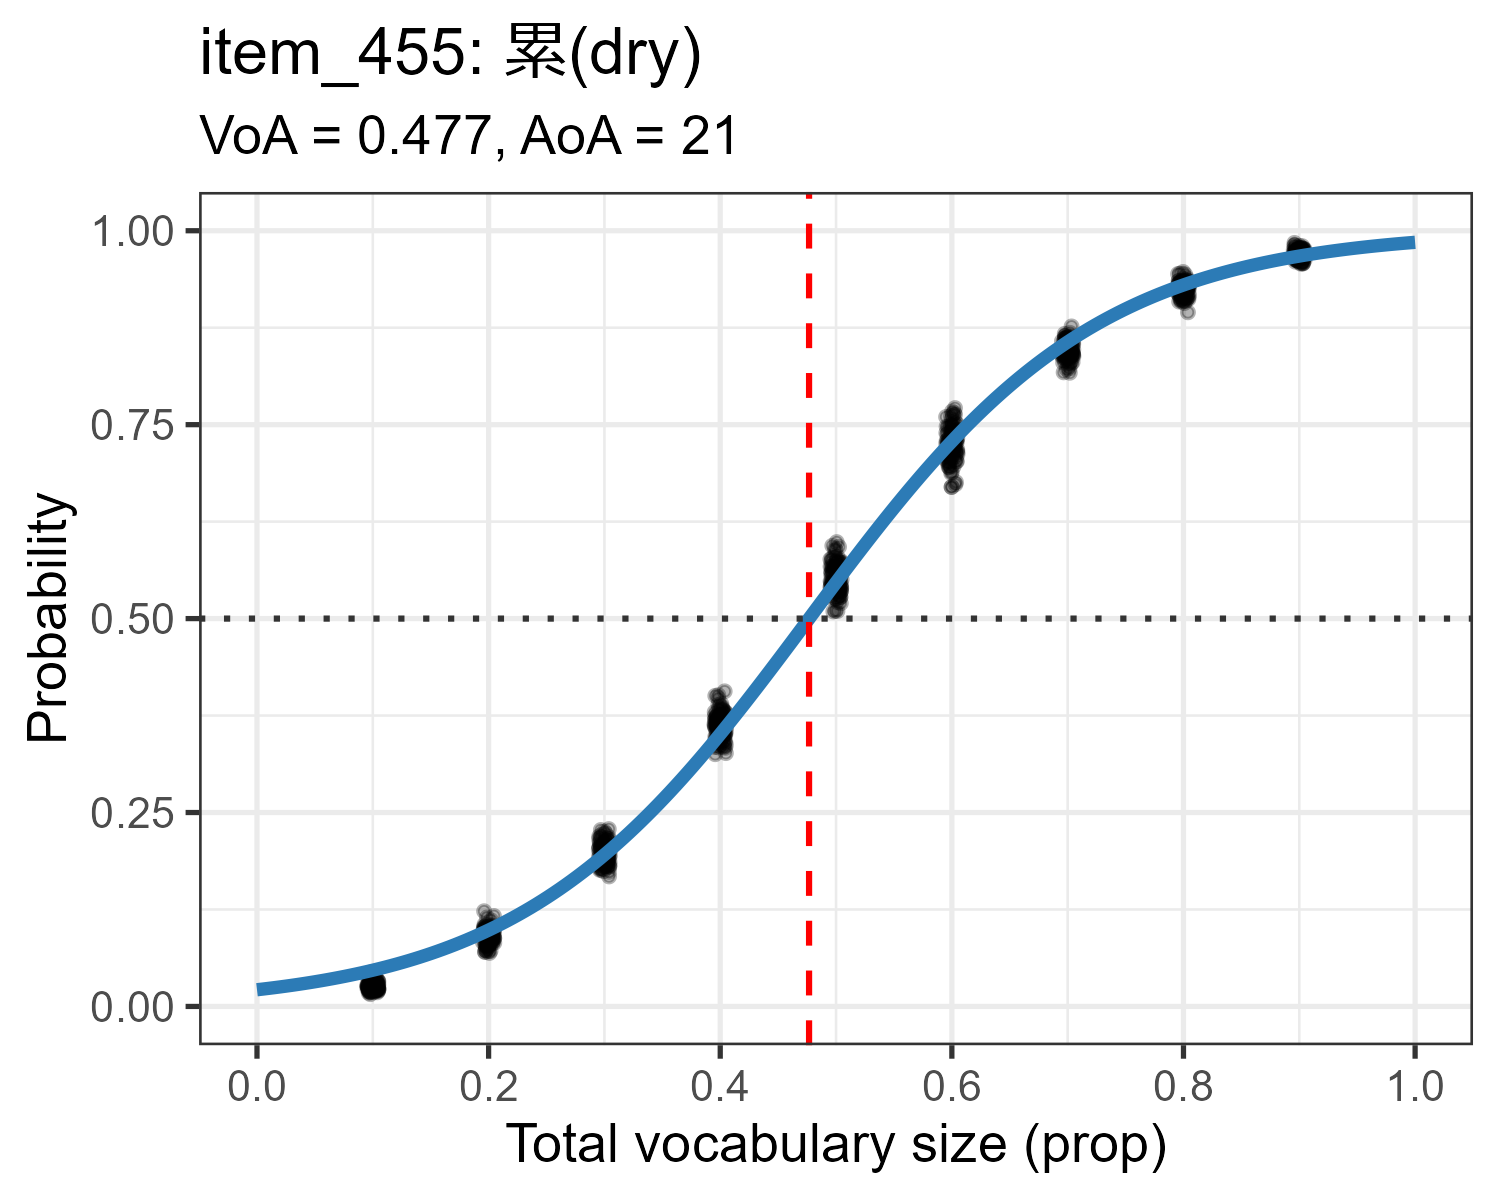 item_455: 累(dry)
VoA = 0.477, AoA = 21
1.00
0.75
0.50
0.25
0.00
Probability
0.0 0.2 0.4 0.6 0.8 1.0
Total vocabulary size (prop)